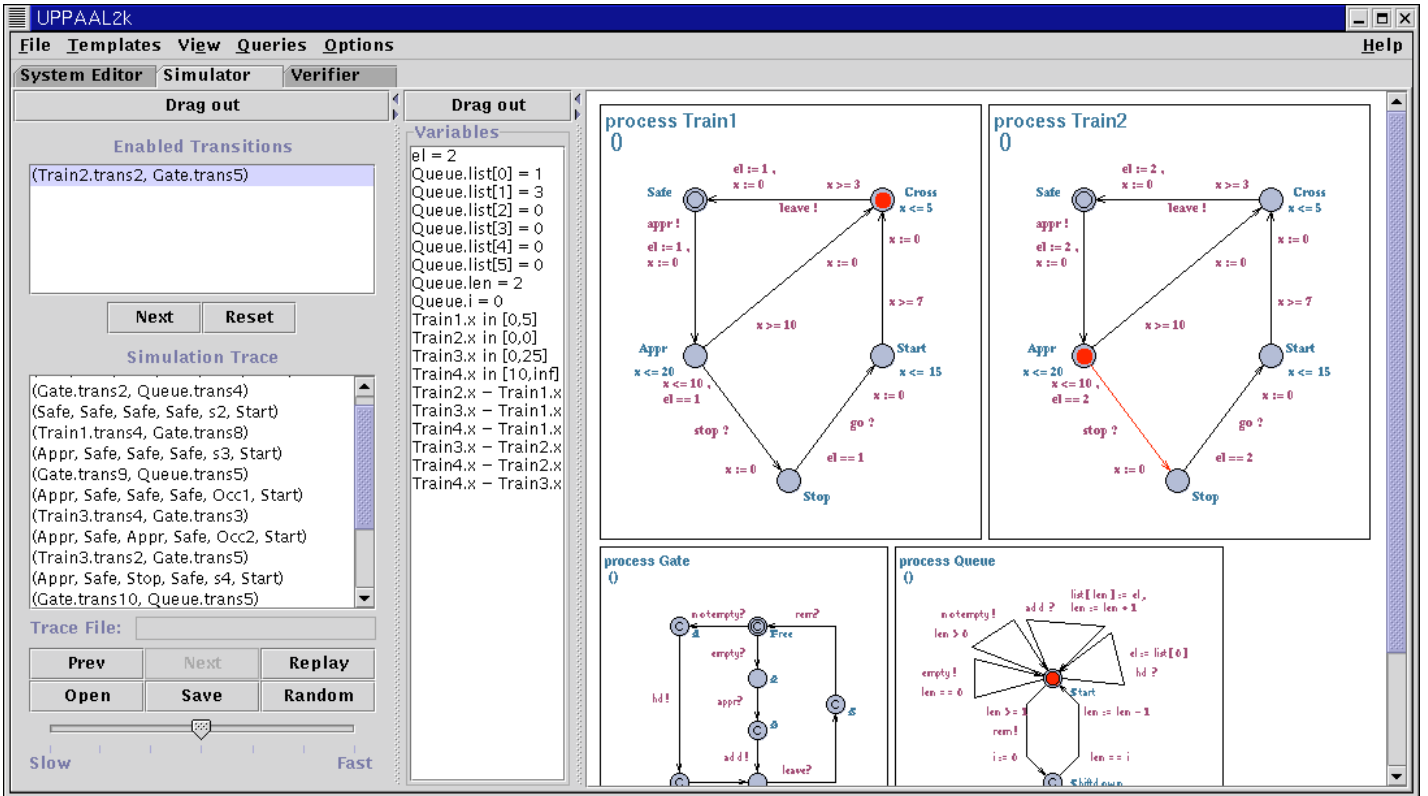 UPPAAL2k
File Templates View Queries Options Help
System Editor Simulator Verifier
Drag out
Enabled Transitions
(Train2.trans2, Gate.trans5)
Next Reset
Simulation Trace
(Gate.trans2, Queue.trans4)
(Safe, Safe, Safe, Safe, s2, Start)
(Train1.trans4, Gate.trans8)
(Appr, Safe, Safe, Safe, s3, Start)
(Gate.trans9, Queue.trans5)
(Appr, Safe, Safe, Safe, Occ1, Start)
(Train3.trans4, Gate.trans3)
(Appr, Safe, Appr, Safe, Occ2, Start)
(Train3.trans2, Gate.trans5)
(Appr, Safe, Stop, Safe, s4, Start)
(Gate.trans10, Queue.trans5)
Trace File:
Prev Next Replay
Open Save Random
Slow Fast
Drag out
Variables
el = 2
Queue.list[0] = 1
Queue.list[1] = 3
Queue.list[2] = 0
Queue.list[3] = 0
Queue.list[4] = 0
Queue.list[5] = 0
Queue.len = 2
Queue.i = 0
Train1.x in [0,5]
Train2.x in [0,0]
Train3.x in [0,25]
Train4.x in [10,inf]
Train2.x - Train1.x
Train3.x - Train1.x
Train4.x - Train1.x
Train3.x - Train2.x
Train4.x - Train2.x
Train4.x - Train3.x
process Train1
()
el := 1 ,
x := 0
x >= 3
Safe
Cross
x <= 5
leave !
appr !
el := 1 ,
x := 0
x := 0
x := 0
x >= 7
x >= 10
Appr
x <= 20
Start
x <= 15
x <= 10 ,
el == 1
x := 0
stop ?
go ?
x := 0
el == 1
Stop
process Train2
()
el := 2 ,
x := 0
x >= 3
Safe
Cross
x <= 5
leave !
appr !
el := 2 ,
x := 0
x := 0
x := 0
x >= 7
x >= 10
Appr
x <= 20
Start
x <= 15
x <= 10 ,
el == 2
x := 0
stop ?
go ?
x := 0
el == 2
Stop
process Gate
()
notempty?
rem?
C
Free
empty?
hd !
appr?
C
C
add !
leave?
C
process Queue
()
list[ len ] := el,
len := len + 1
notempty !
add ?
len > 0
el := list[ 0 ]
hd ?
empty !
len == 0
Start
len >= 1
len := len - 1
rem!
i := 0
len == i
C
Shiftdown